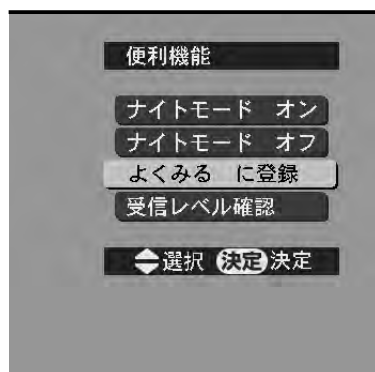 便利機能
ナイトモード　オン
ナイトモード　オフ
よくみる　に登録
受信レベル確認
選択 決定 決定